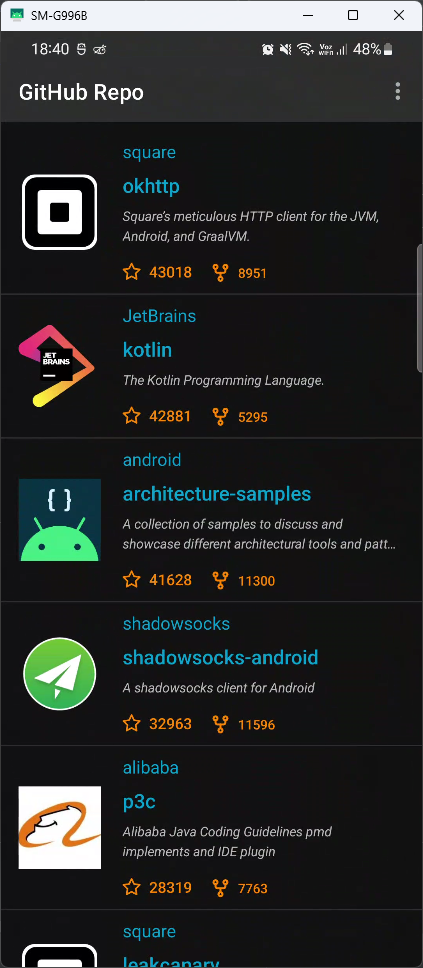 SM-G996B
18:40
Voz
WiFi
48%
GitHub Repo
square
okhttp
Square's meticulous HTTP client for the JVM,
Android, and GraalVM.
43018 8951
JET
BRAINS
JetBrains
kotlin
The Kotlin Programming Language.
42881 5295
{ }
android
architecture-samples
A collection of samples to discuss and
showcase different architectural tools and patt...
41628 11300
shadowsocks
shadowsocks-android
A shadowsocks client for Android
32963 11596
alibaba
p3c
Alibaba Java Coding Guidelines pmd
implements and IDE plugin
28319 7763
square
leakcanary